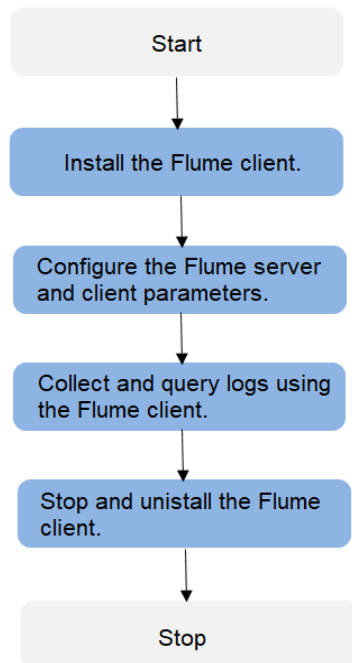 Start
Install the Flume client.
Configure the Flume server
and client parameters.
Collect and query logs using
the Flume client.
Stop and unistall the Flume
client.
Stop